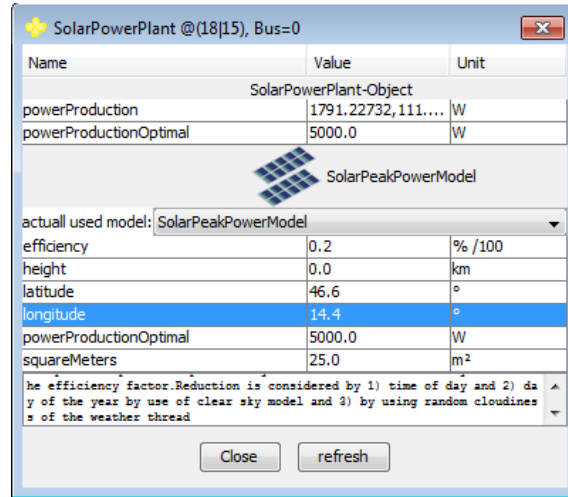 SolarPowerPlant @(18|15), Bus=0
Name Value Unit
SolarPowerPlant-Object
powerProduction 1791.22732,111.... W
powerProductionOptimal 5000.0 W
SolarPeakPowerModel
actuall used model: SolarPeakPowerModel
efficiency 0.2 % /100
height 0.0 km
latitude 46.6 °
longitude 14.4 °
powerProductionOptimal 5000.0 W
squareMeters 25.0 m²
he efficiency factor.Reduction is considered by 1) time of day and 2) da
y of the year by use of clear sky model and 3) by using random cloudines
s of the weather thread
Close refresh